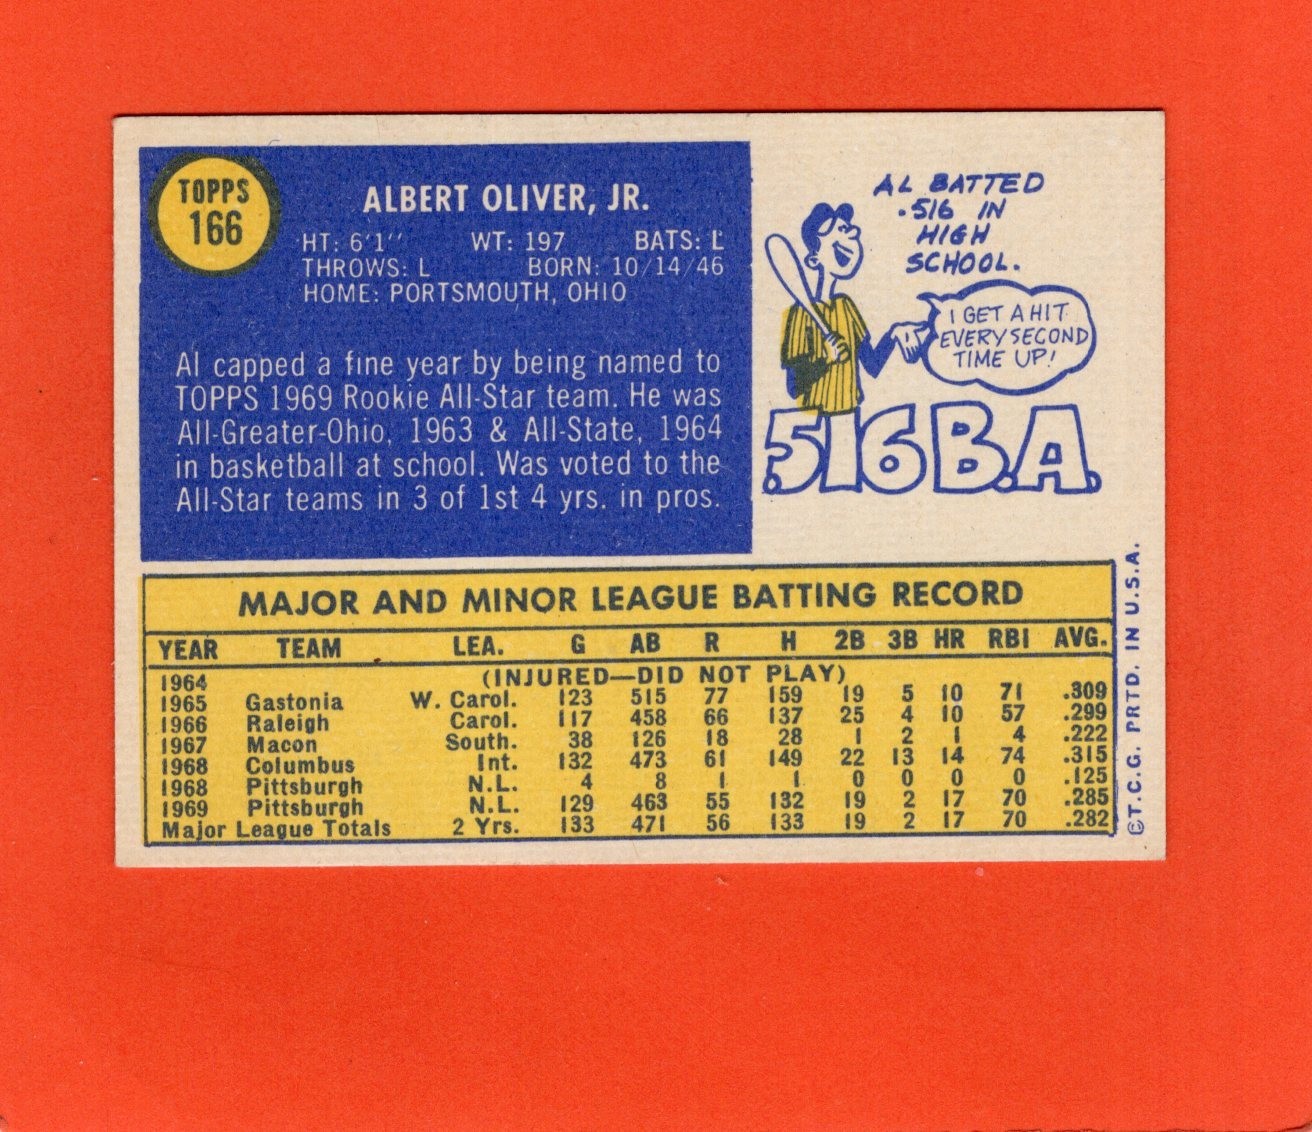 TOPPS
166
ALBERT OLIVER, JR.
HT: 6'1" WT: 197 BATS: L
THROWS: L BORN: 10/14/46
HOME: PORTSMOUTH, OHIO
Al capped a fine year by being named to
TOPPS 1969 Rookie All-Star team. He was
All-Greater-Ohio, 1963 & All-State, 1964
in basketball at school. Was voted to the
All-Star teams in 3 of 1st 4 yrs. in pros.
AL BATTED
.516 IN
HIGH
SCHOOL.
I GET A HIT
EVERY SECOND
TIME UP!
.516 B.A.
MAJOR AND MINOR LEAGUE BATTING RECORD
YEAR TEAM LEA. G AB R H 2B 3B HR RBI AVG.
1964 (INJURED—DID NOT PLAY)
1965 Gastonia W. Carol. 123 515 77 159 19 5 10 71 .309
1966 Raleigh Carol. 117 458 66 137 25 4 10 57 .299
1967 Macon South. 38 126 18 28 1 2 1 4 .222
1968 Columbus Int. 132 473 61 149 22 13 14 74 .315
1968 Pittsburgh N.L. 4 8 1 1 0 0 0 0 .125
1969 Pittsburgh N.L. 129 463 55 132 19 2 17 70 .285
Major League Totals 2 Yrs. 133 471 56 133 19 2 17 70 .282
©T.C.G. PRTD. IN U.S.A.